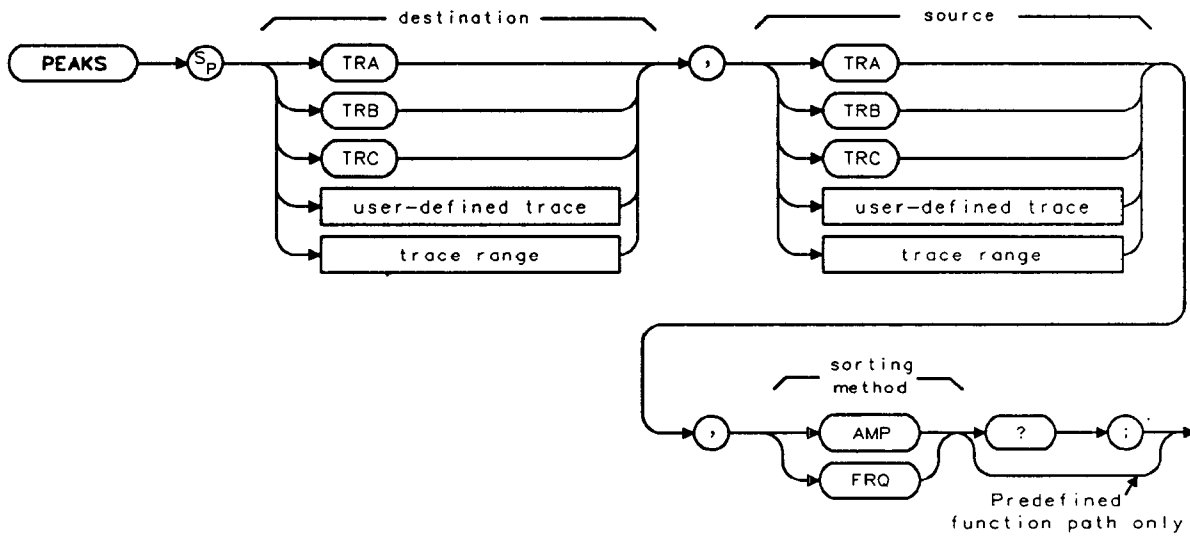 destination
source
PEAKS
SP
TRA
,
TRA
TRB
TRB
TRC
TRC
user-defined trace
user-defined trace
trace range
trace range
sorting
method
,
AMP
?
;
FRQ
Predefined
function path only